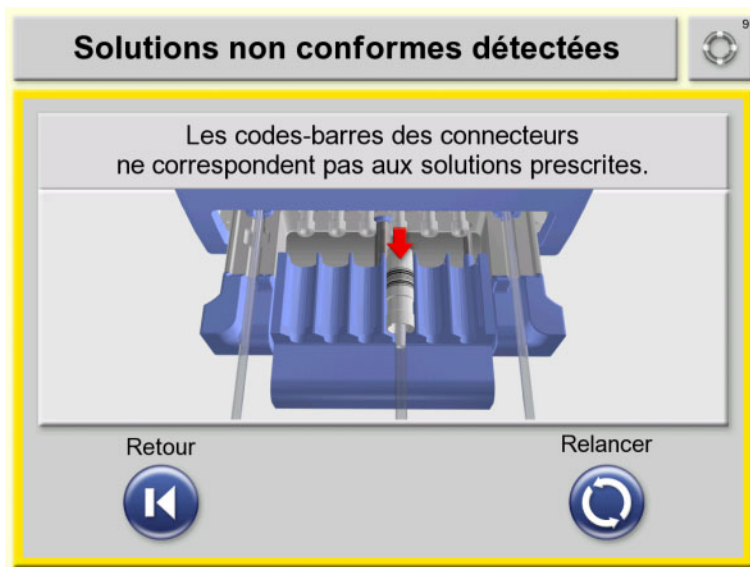 Solutions non conformes détectées
9
Les codes-barres des connecteurs
ne correspondent pas aux solutions prescrites.
Retour
Relancer